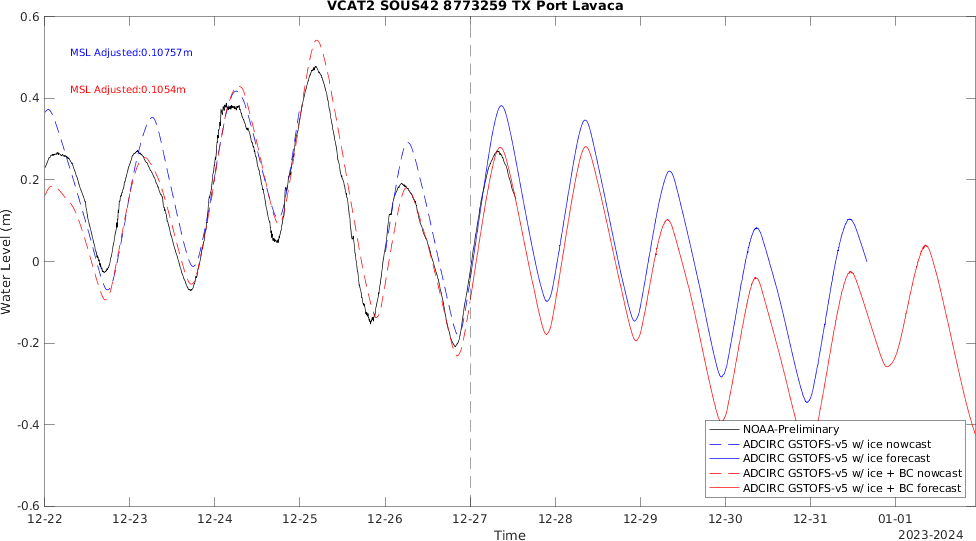 VCAT2 SOUS42 8773259 TX Port Lavaca
MSL Adjusted:0.10757m
MSL Adjusted:0.1054m
Water Level (m)
0.6
0.4
0.2
0
-0.2
-0.4
-0.6
NOAA-Preliminary
ADCIRC GSTOFS-v5 w/ ice nowcast
ADCIRC GSTOFS-v5 w/ ice forecast
ADCIRC GSTOFS-v5 w/ ice + BC nowcast
ADCIRC GSTOFS-v5 w/ ice + BC forecast
12-22 12-23 12-24 12-25 12-26 12-27 12-28 12-29 12-30 12-31 01-01
Time
2023-2024